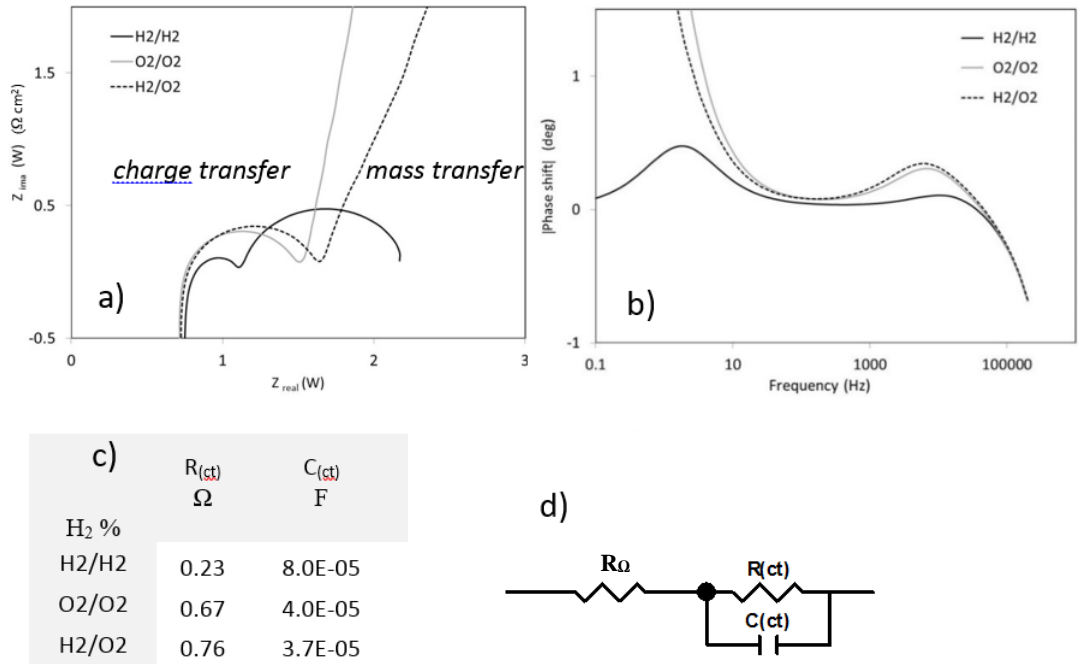 H2/H2
O2/O2
H2/O2
1.5
0.5
-0.5
Z ima (W) (Ω cm²)
charge transfer
mass transfer
a)
0
1
2
3
Z real (W)
H2/H2
O2/O2
H2/O2
1
0
-1
|Phase shift| (deg)
b)
0.1
10
1000
100000
Frequency (Hz)
c)
R(ct)
C(ct)
Ω
F
H2 %
H2/H2 0.23 8.0E-05
O2/O2 0.67 4.0E-05
H2/O2 0.76 3.7E-05
d)
RΩ
R(ct)
C(ct)